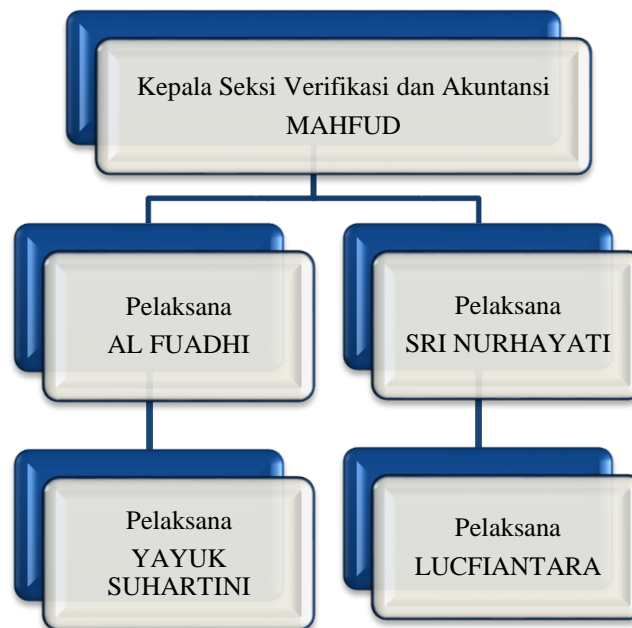 Kepala Seksi Verifikasi dan Akuntansi
MAHFUD
Pelaksana
AL FUADHI
Pelaksana
SRI NURHAYATI
Pelaksana
YAYUK
SUHARTINI
Pelaksana
LUCFIANTARA